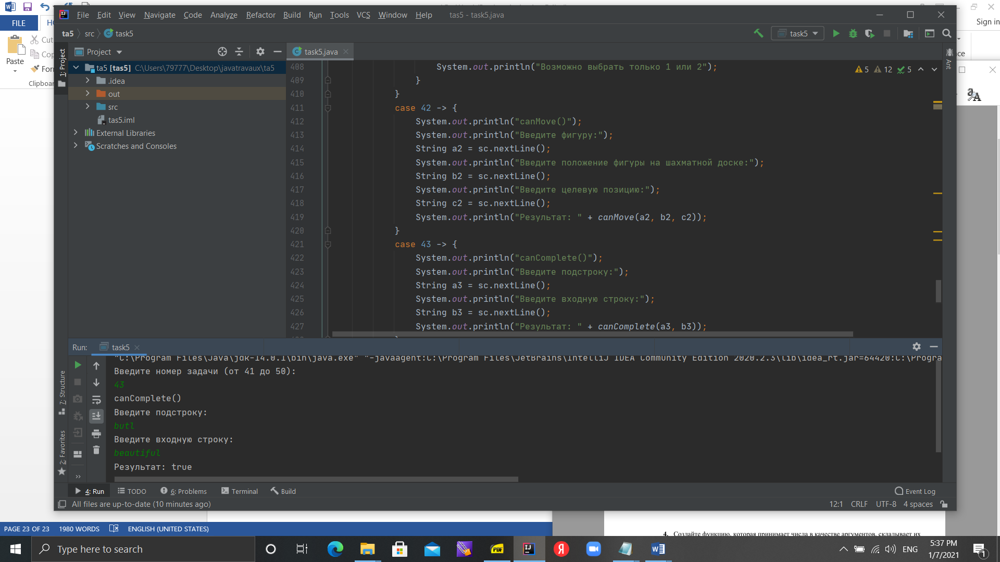 FILE
HO
Sign in
Cut
Cop
Paste
For
Clipboar
ace
File Edit View Navigate Code Analyze Refactor Build Run Tools VCS Window Help tas5 - task5.java
ta5 src task5
task5
1: Project
Project
task5.java
Ant
ta5 [tas5] C:\Users\79777\Desktop\javatravaux\ta5
.idea
out
src
tas5.iml
External Libraries
Scratches and Consoles
5 12 5
408 System.out.println("Возможно выбрать только 1 или 2");
409 }
410 }
411 case 42 -> {
412 System.out.println("canMove()");
413 System.out.println("Введите фигуру:");
414 String a2 = sc.nextLine();
415 System.out.println("Введите положение фигуры на шахматной доске:");
416 String b2 = sc.nextLine();
417 System.out.println("Введите целевую позицию:");
418 String c2 = sc.nextLine();
419 System.out.println("Результат: " + canMove(a2, b2, c2));
420 }
421 case 43 -> {
422 System.out.println("canComplete()");
423 System.out.println("Введите подстроку:");
424 String a3 = sc.nextLine();
425 System.out.println("Введите входную строку:");
426 String b3 = sc.nextLine();
427 System.out.println("Результат: " + canComplete(a3, b3));
Run: task5
"C:\Program Files\Java\jdk-14.0.1\bin\java.exe" "-javaagent:C:\Program Files\JetBrains\IntelliJ IDEA Community Edition 2020.2.3\lib\idea_rt.jar=64420:C:\Progra
Введите номер задачи (от 41 до 50):
43
canComplete()
Введите подстроку:
butl
Введите входную строку:
beautiful
Результат: true
7: Structure
2: Favorites
4: Run TODO 6: Problems Terminal Build Event Log
All files are up-to-date (10 minutes ago) 12:1 CRLF UTF-8 4 spaces
PAGE 23 OF 23 1980 WORDS ENGLISH (UNITED STATES)
4. Создайте функцию, которая принимает числа в качестве аргументов, складывает их
Type here to search
PDF
IJ
Я
ENG
5:37 PM
1/7/2021
1